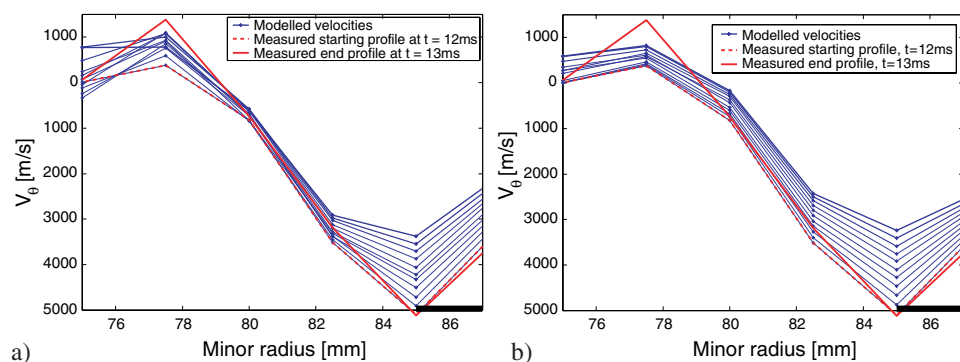 Modelled velocities
Measured starting profile at t = 12ms
Measured end profile at t = 13ms
1000
0
1000
2000
3000
4000
5000
V_θ [m/s]
76 78 80 82 84 86
Minor radius [mm]
a)
Modelled velocities
Measured starting profile, t=12ms
Measured end profile, t=13ms
1000
0
1000
2000
3000
4000
5000
V_θ [m/s]
76 78 80 82 84 86
Minor radius [mm]
b)